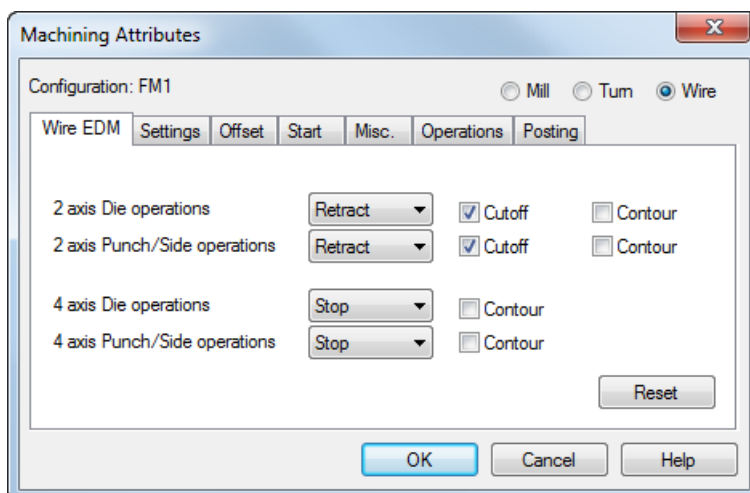 Machining Attributes
Configuration: FM1 Mill Turn Wire
Wire EDM Settings Offset Start Misc. Operations Posting
2 axis Die operations Retract Cutoff Contour
2 axis Punch/Side operations Retract Cutoff Contour
4 axis Die operations Stop Contour
4 axis Punch/Side operations Stop Contour
Reset
OK Cancel Help